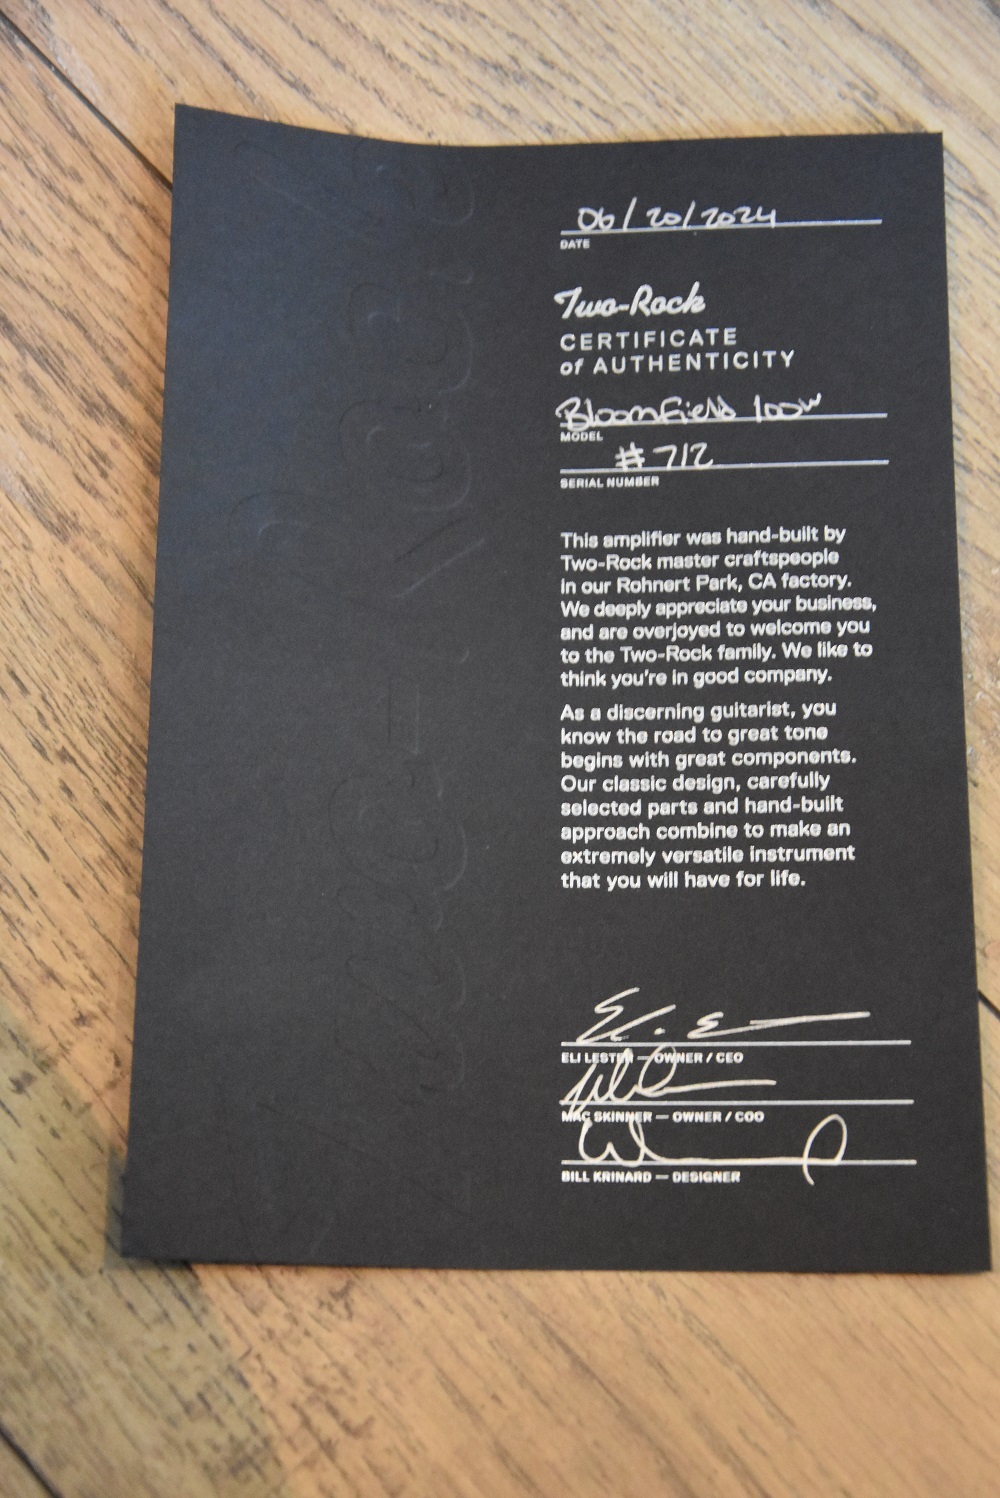 06/20/2024
DATE
Two-Rock
CERTIFICATE
of AUTHENTICITY
Bloomfield 100w
MODEL
#712
SERIAL NUMBER
This amplifier was hand-built by
Two-Rock master craftspeople
in our Rohnert Park, CA factory.
We deeply appreciate your business,
and are overjoyed to welcome you
to the Two-Rock family. We like to
think you're in good company.
As a discerning guitarist, you
know the road to great tone
begins with great components.
Our classic design, carefully
selected parts and hand-built
approach combine to make an
extremely versatile instrument
that you will have for life.
ELI LESTER — OWNER / CEO
MAC SKINNER — OWNER / COO
BILL KRINARD — DESIGNER